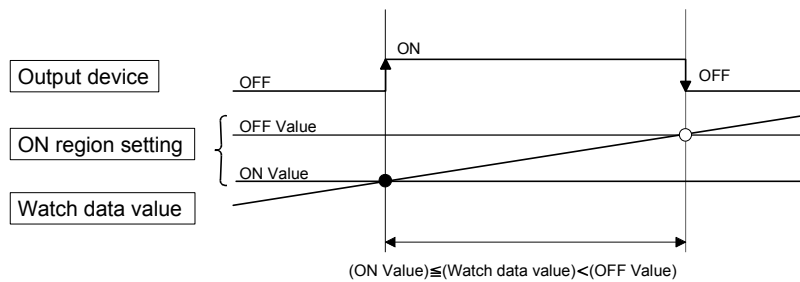 ON
Output device
OFF
OFF
OFF Value
ON region setting
ON Value
Watch data value
(ON Value)≦(Watch data value)<(OFF Value)